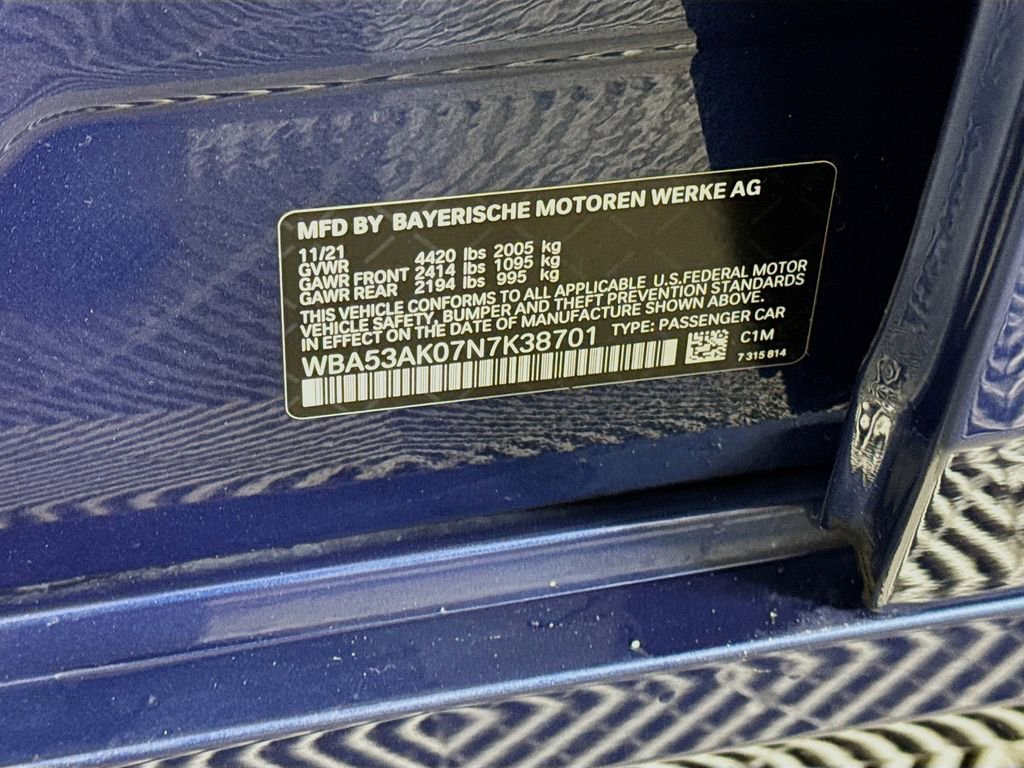 MFD BY BAYERISCHE MOTOREN WERKE AG
11/21
GVWR 4420 lbs 2005 kg
GAWR FRONT 2414 lbs 1095 kg
GAWR REAR 2194 lbs 995 kg
THIS VEHICLE CONFORMS TO ALL APPLICABLE U.S.FEDERAL MOTOR
VEHICLE SAFETY, BUMPER AND THEFT PREVENTION STANDARDS
IN EFFECT ON THE DATE OF MANUFACTURE SHOWN ABOVE.
WBA53AK07N7K38701 TYPE: PASSENGER CAR
C1M
7 315 814